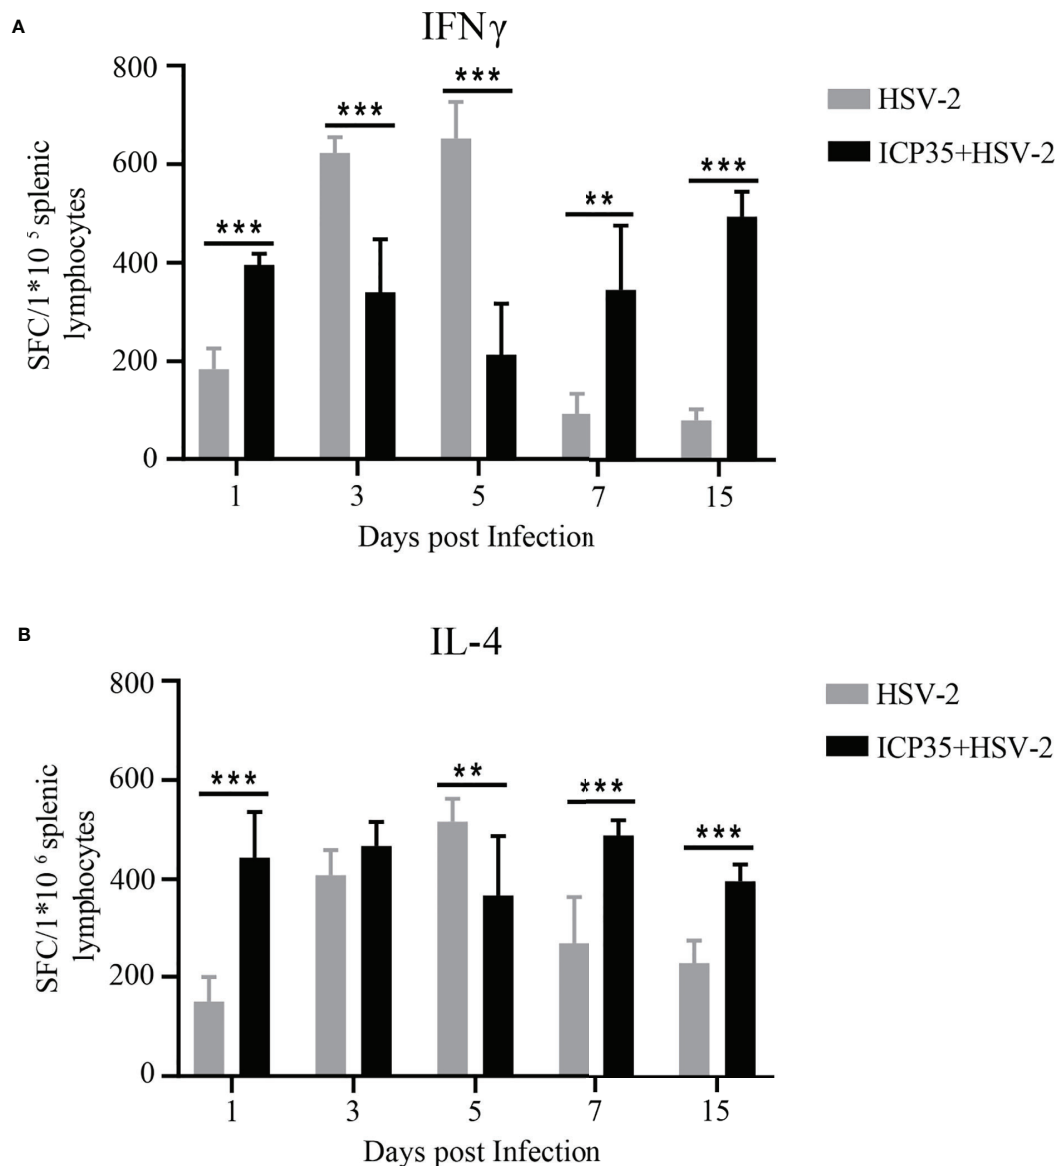 A
IFNγ
800
600
400
200
0
SFC/1*10 5 splenic
lymphocytes
***
***
***
**
***
HSV-2
ICP35+HSV-2
1 3 5 7 15
Days post Infection
B
IL-4
800
600
400
200
0
SFC/1*10 6 splenic
lymphocytes
***
**
***
***
HSV-2
ICP35+HSV-2
1 3 5 7 15
Days post Infection